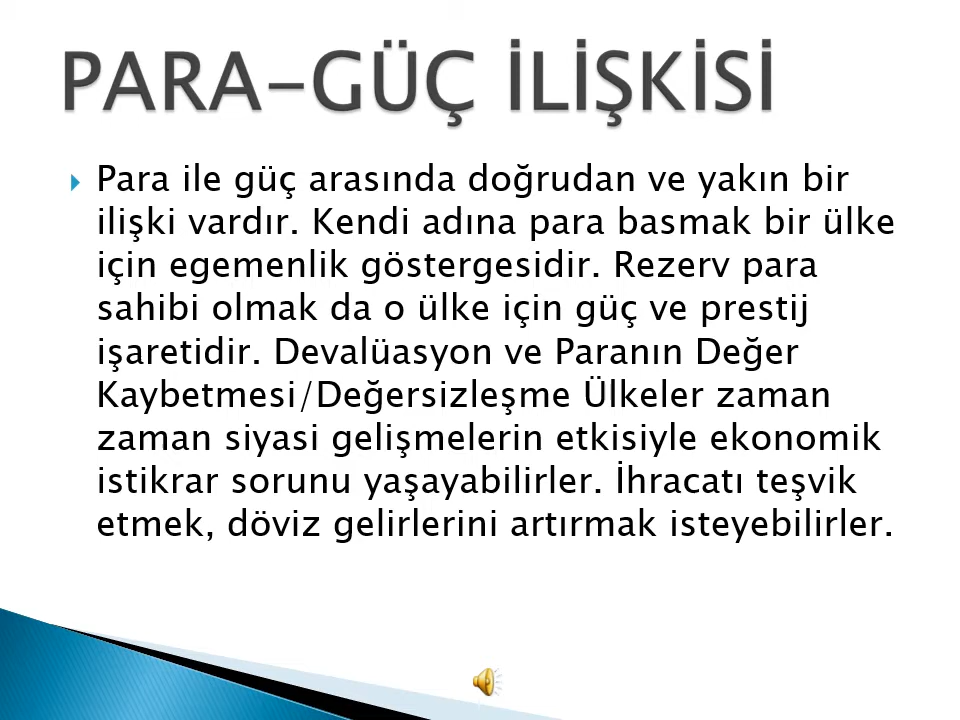 PARA-GÜÇ İLİŞKİSİ
Para ile güç arasında doğrudan ve yakın bir
ilişki vardır. Kendi adına para basmak bir ülke
için egemenlik göstergesidir. Rezerv para
sahibi olmak da o ülke için güç ve prestij
işaretidir. Devalüasyon ve Paranın Değer
Kaybetmesi/Değersizleşme Ülkeler zaman
zaman siyasi gelişmelerin etkisiyle ekonomik
istikrar sorunu yaşayabilirler. İhracatı teşvik
etmek, döviz gelirlerini artırmak isteyebilirler.